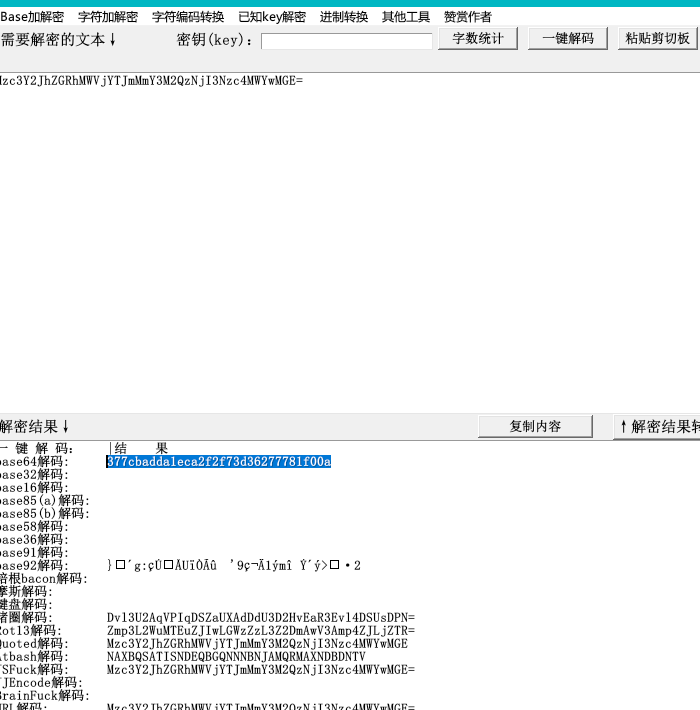 Base加解密 字符加解密 字符编码转换 已知key解密 进制转换 其他工具 赞赏作者
需要解密的文本↓ 密钥(key): 字数统计 一键解码 粘贴剪切板
Mzc3Y2JhZGRhMWVjYTJmMmY3M2QzNjI3Nzc4MWYwMGE=
解密结果↓ 复制内容 ↑解密结果转
一 键 解 码: 结 果
base64解码: 377cbadda1eca2f2f73d36277781f00a
base32解码:
base16解码:
base85(a)解码:
base85(b)解码:
base58解码:
base36解码:
base91解码:
base92解码:
培根bacon解码:
摩斯解码:
键盘解码:
猪圈解码: Dvl3U2AqVPIqDSZaUXAdDdU3D2HvEaR3Evl4DSUsDPN=
Rot13解码: Zmp3L2WuMTEuZJIwLGWzZzL3Z2DmAwV3Amp4ZJLjZTR=
Quoted解码: Mzc3Y2JhZGRhMWVjYTJmMmY3M2QzNjI3Nzc4MWYwMGE
Atbash解码: NAXBQSATISNDEQBGQNNNBNJAMQRMAXNDBDNTV
JSFuck解码: Mzc3Y2JhZGRhMWVjYTJmMmY3M2QzNjI3Nzc4MWYwMGE=
JJEncode解码:
BrainFuck解码:
URL解码: Mzc3Y2JhZGRhMWVjYTJmMmY3M2QzNjI3Nzc4MWYwMGE=